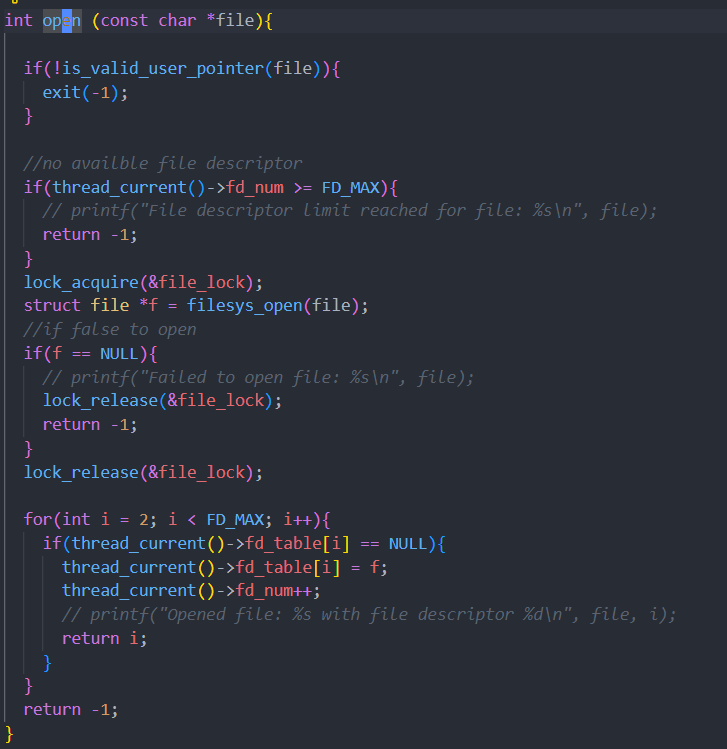 int open (const char *file){
if(!is_valid_user_pointer(file)){
exit(-1);
}
//no availble file descriptor
if(thread_current()->fd_num >= FD_MAX){
// printf("File descriptor limit reached for file: %s\n", file);
return -1;
}
lock_acquire(&file_lock);
struct file *f = filesys_open(file);
//if false to open
if(f == NULL){
// printf("Failed to open file: %s\n", file);
lock_release(&file_lock);
return -1;
}
lock_release(&file_lock);
for(int i = 2; i < FD_MAX; i++){
if(thread_current()->fd_table[i] == NULL){
thread_current()->fd_table[i] = f;
thread_current()->fd_num++;
// printf("Opened file: %s with file descriptor %d\n", file, i);
return i;
}
}
return -1;
}